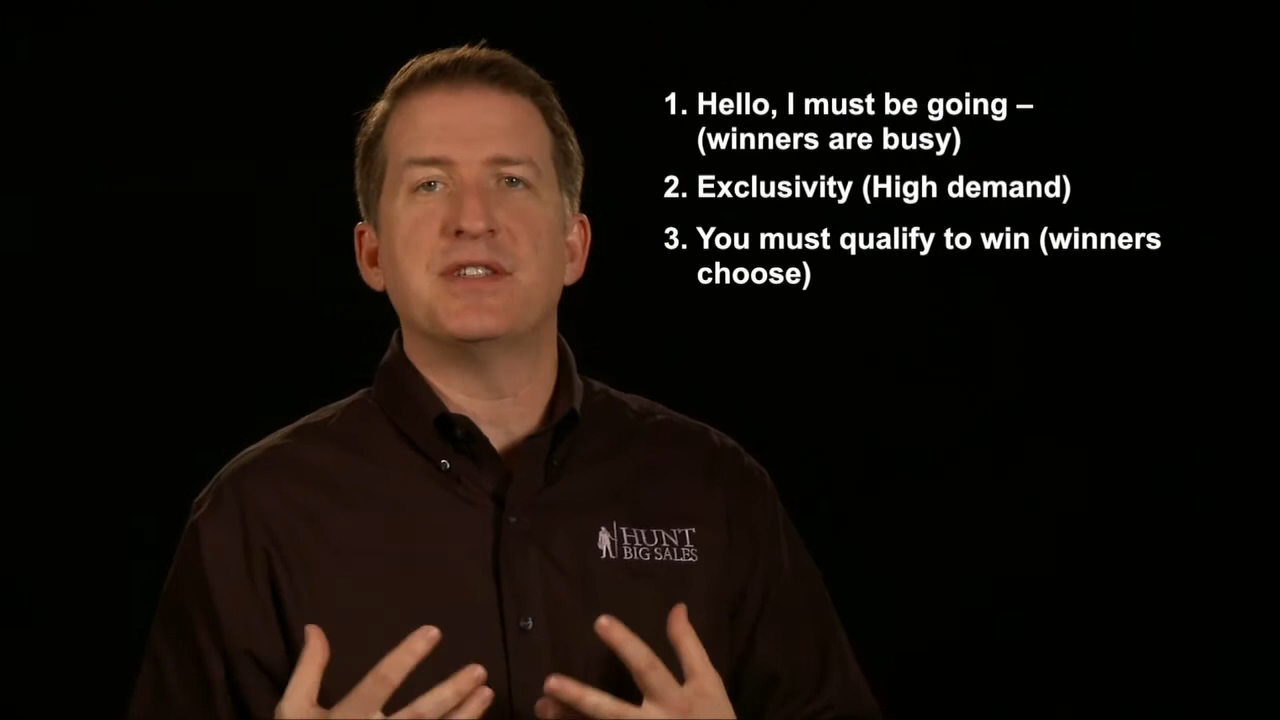 1. Hello, I must be going –
(winners are busy)
2. Exclusivity (High demand)
3. You must qualify to win (winners
choose)
HUNT
BIG SALES